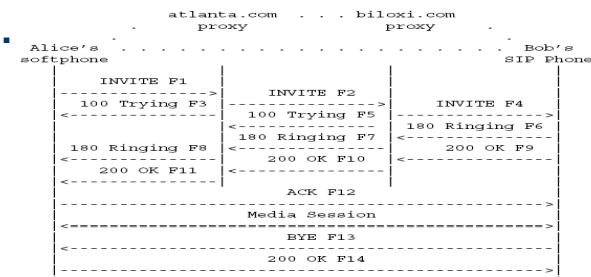 atlanta.com . . . biloxi.com
. proxy proxy .
. .
Alice's . . . . . . . . . . . . . . . . . . . . Bob's
softphone SIP Phone
INVITE F1
INVITE F2
100 Trying F3 INVITE F4
100 Trying F5
180 Ringing F6
180 Ringing F7
180 Ringing F8 200 OK F9
200 OK F10
200 OK F11
ACK F12
Media Session
BYE F13
200 OK F14